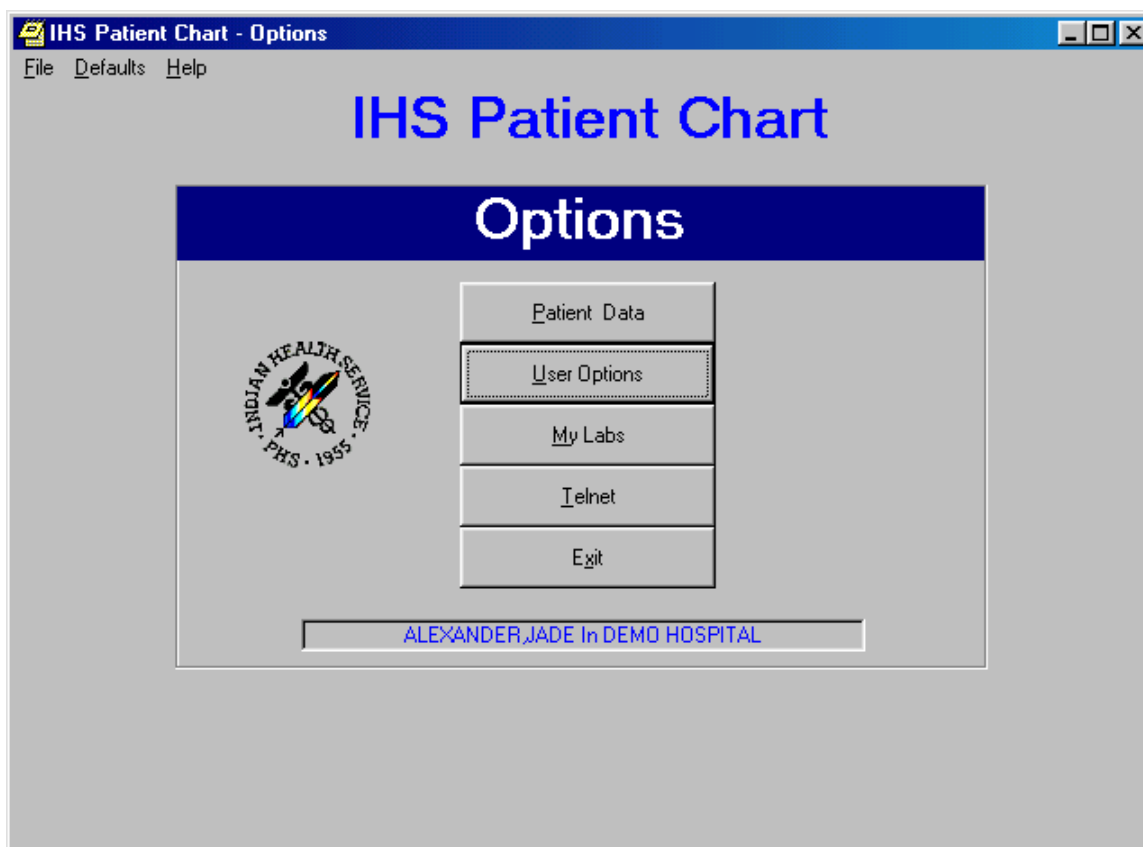 IHS Patient Chart - Options
File Defaults Help
IHS Patient Chart
Options
Patient Data
User Options
My Labs
Telnet
Exit
INDIAN HEALTH SERVICE
PHS · 1955
ALEXANDER,JADE In DEMO HOSPITAL